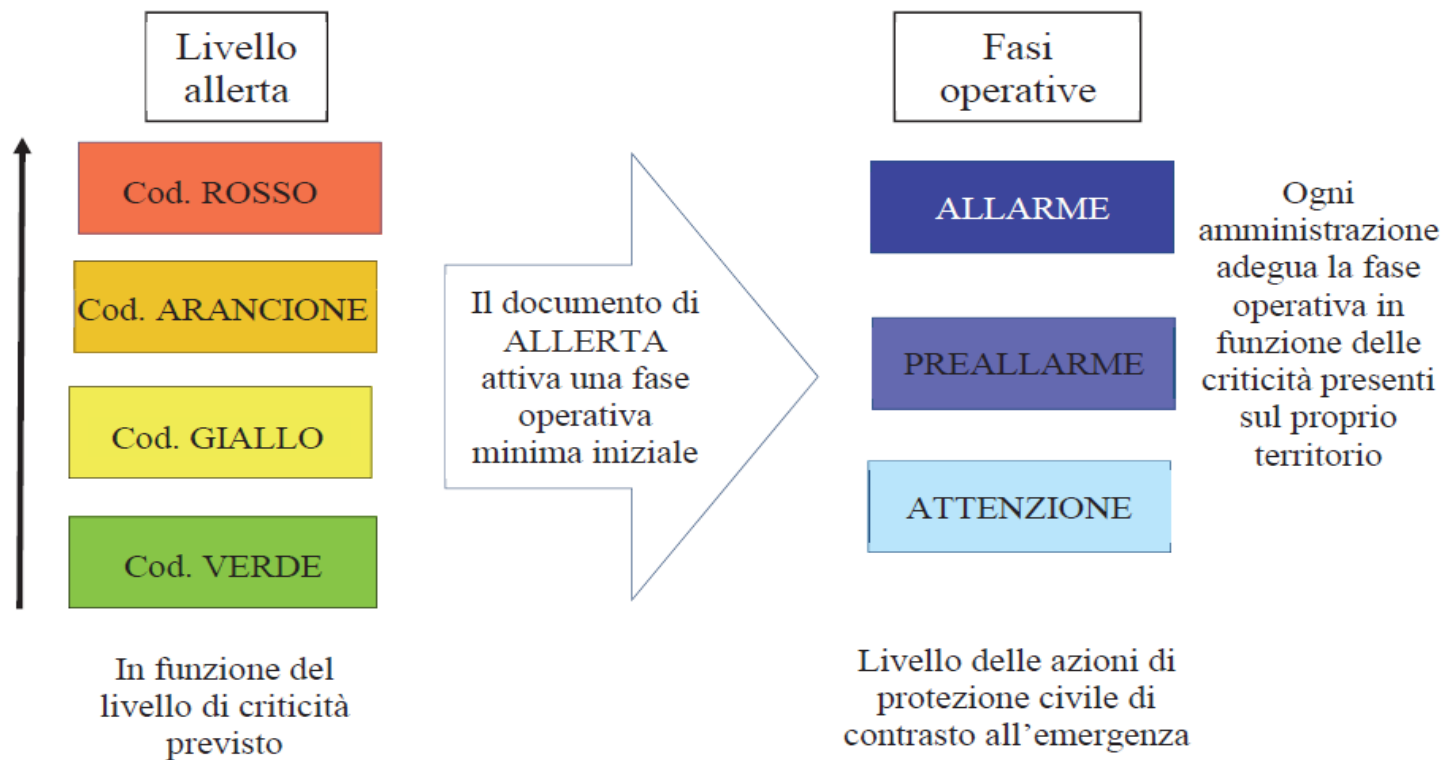 Livello
allerta
Cod. ROSSO
Cod. ARANCIONE
Cod. GIALLO
Cod. VERDE
In funzione del
livello di criticità
previsto
Il documento di
ALLERTA
attiva una fase
operativa
minima iniziale
Fasi
operative
ALLARME
PREALLARME
ATTENZIONE
Livello delle azioni di
protezione civile di
contrasto all’emergenza
Ogni
amministrazione
adegua la fase
operativa in
funzione delle
criticità presenti
sul proprio
territorio